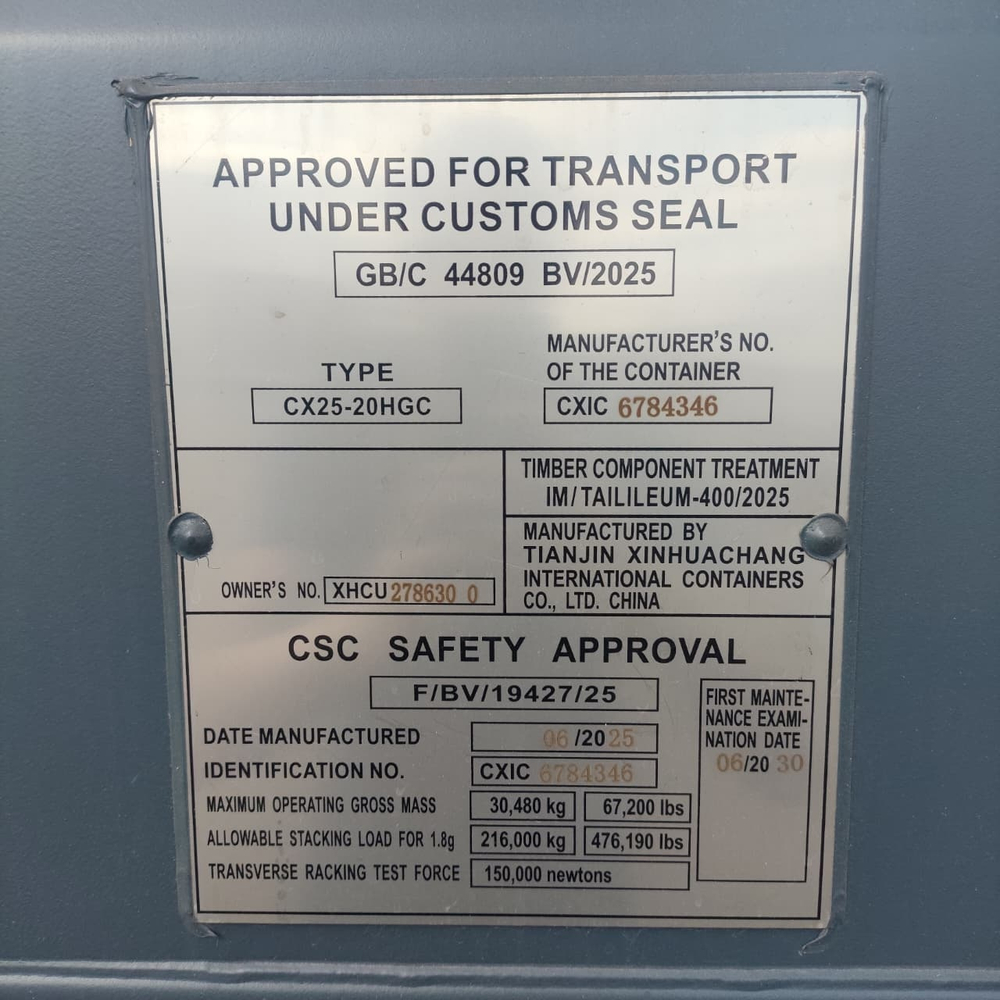 APPROVED FOR TRANSPORT
UNDER CUSTOMS SEAL
GB/C 44809 BV/2025
TYPE
CX25-20HGC
MANUFACTURER'S NO.
OF THE CONTAINER
CXIC 6784346
TIMBER COMPONENT TREATMENT
IM/TAILILEUM-400/2025
MANUFACTURED BY
TIANJIN XINHUACHANG
INTERNATIONAL CONTAINERS
CO., LTD. CHINA
OWNER'S NO. XHCU 278630 0
CSC SAFETY APPROVAL
F/BV/19427/25
DATE MANUFACTURED 06/2025
IDENTIFICATION NO. CXIC 6784346
MAXIMUM OPERATING GROSS MASS 30,480 kg 67,200 lbs
ALLOWABLE STACKING LOAD FOR 1.8g 216,000 kg 476,190 lbs
TRANSVERSE RACKING TEST FORCE 150,000 newtons
FIRST MAINTE-
NANCE EXAMI-
NATION DATE
06/20 30